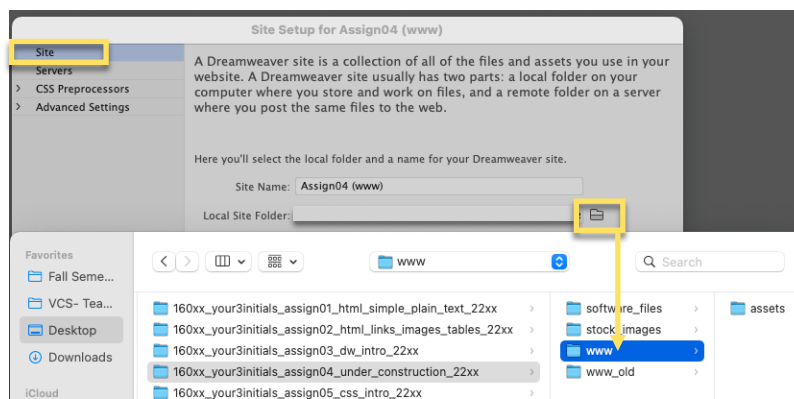 Site Setup for Assign04 (www)
Site
Servers
CSS Preprocessors
Advanced Settings
A Dreamweaver site is a collection of all of the files and assets you use in your
website. A Dreamweaver site usually has two parts: a local folder on your
computer where you store and work on files, and a remote folder on a server
where you post the same files to the web.
Here you'll select the local folder and a name for your Dreamweaver site.
Site Name: Assign04 (www)
Local Site Folder:
Favorites
Fall Seme...
VCS- Tea...
Desktop
Downloads
iCloud
www
Search
160xx_your3initials_assign01_html_simple_plain_text_22xx
160xx_your3initials_assign02_html_links_images_tables_22xx
160xx_your3initials_assign03_dw_intro_22xx
160xx_your3initials_assign04_under_construction_22xx
160xx_your3initials_assign05_css_intro_22xx
software_files
stock_images
www
www_old
assets